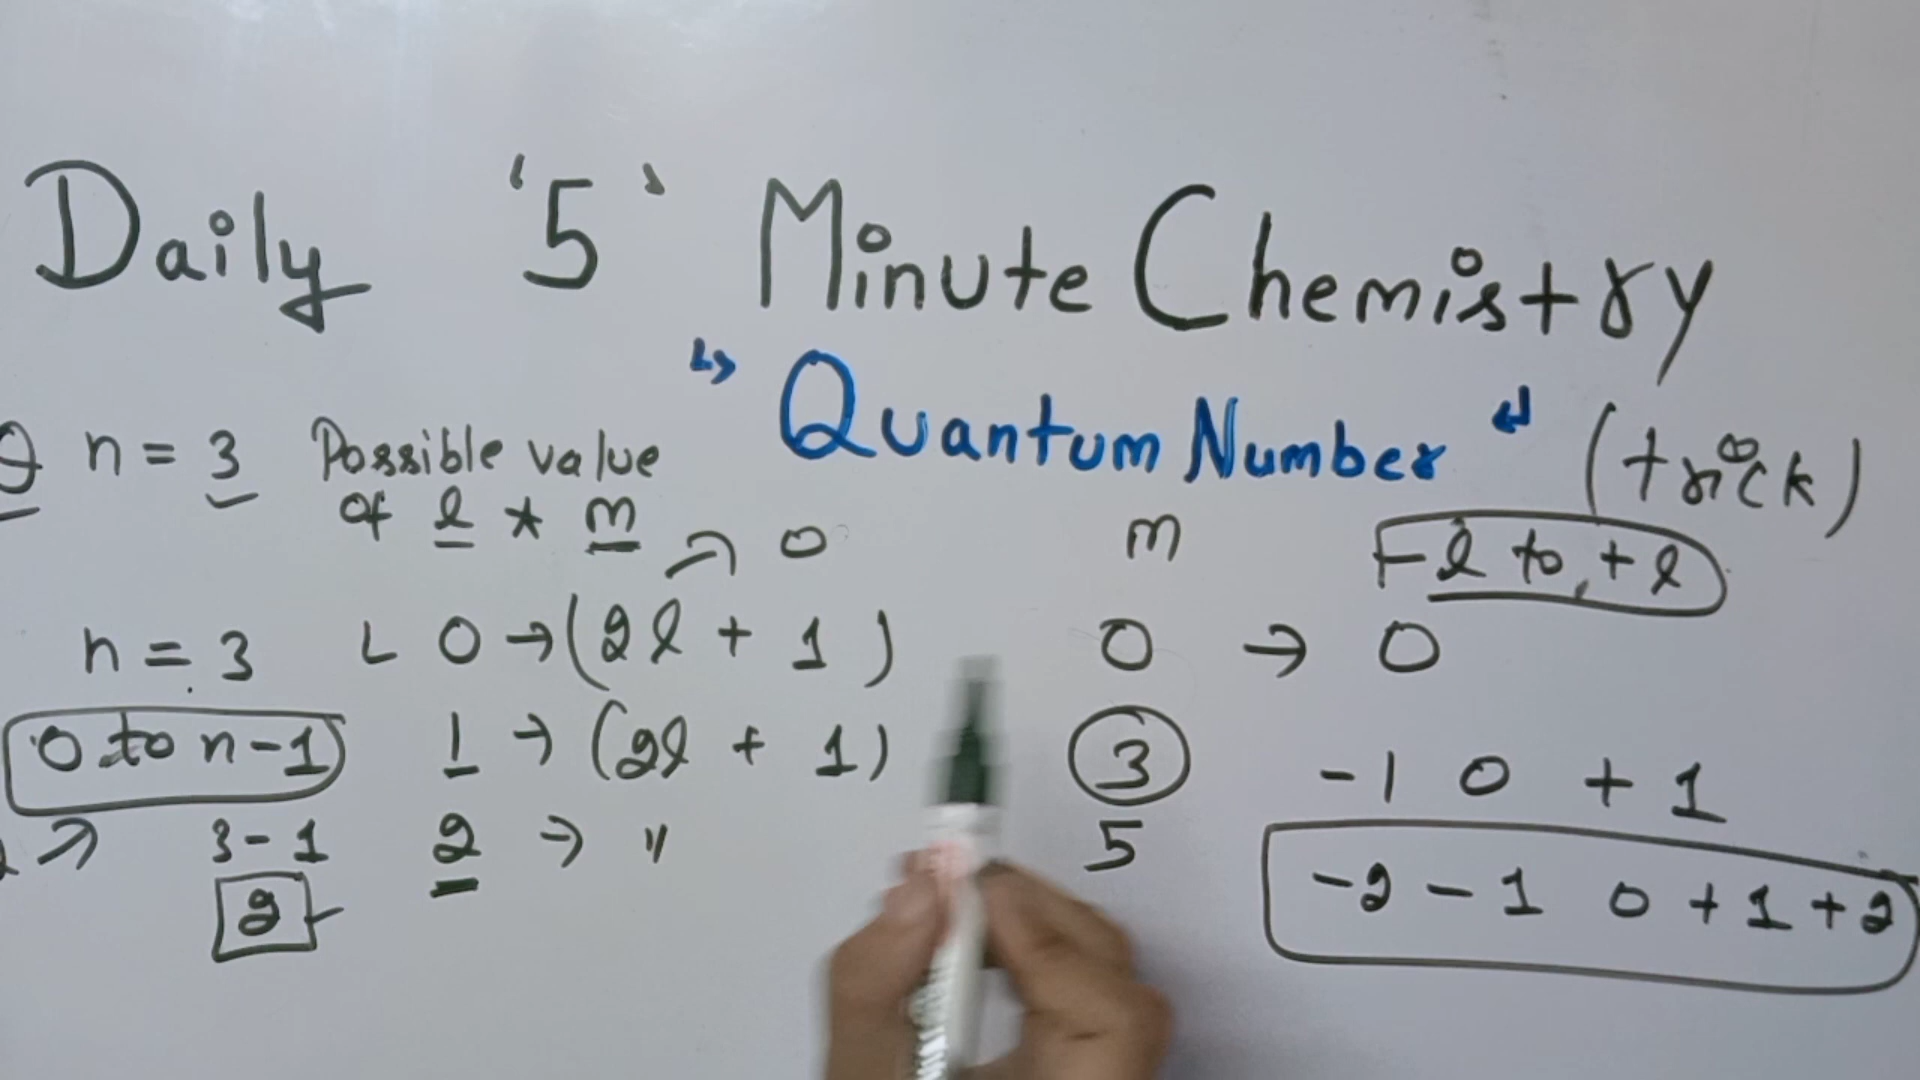 Daily '5' Minute Chemistry
" Quantum Number " (trick)
Q n = 3 Possible value
of l * m
0 m -l to +l
n = 3 L 0 → (2l + 1) 0 → 0
0 to n-1 1 → (2l + 1) 3 -1 0 +1
3-1 2 → " 5 -2 -1 0 +1 +2
2